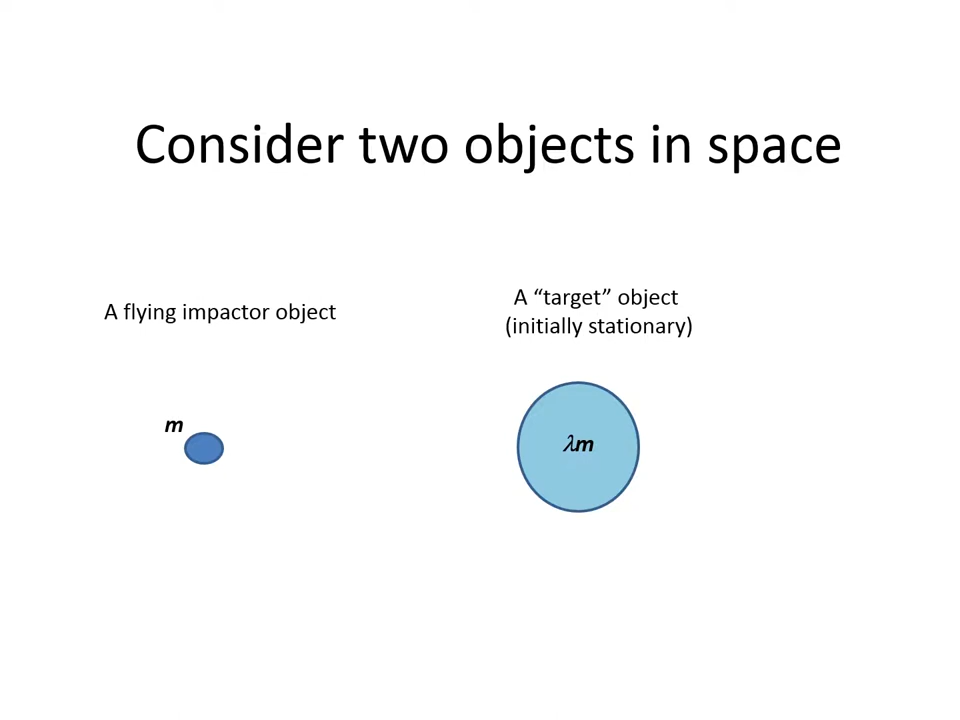 Consider two objects in space
A flying impactor object
A “target” object
(initially stationary)
m
λm